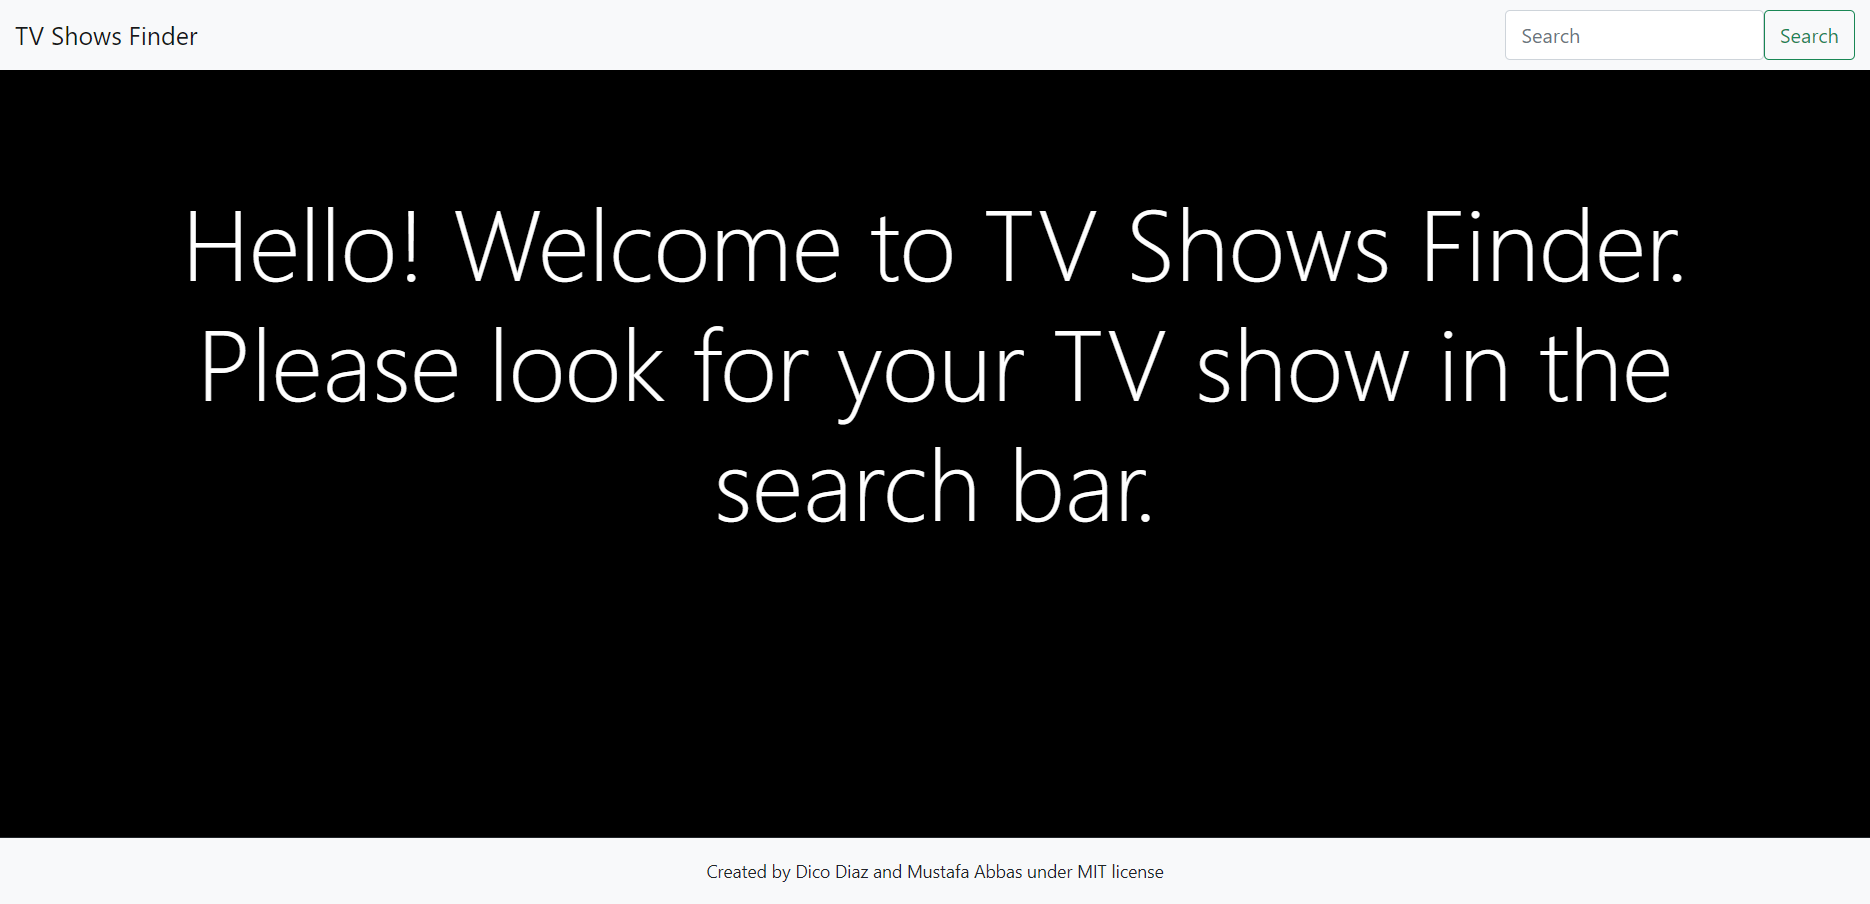 TV Shows Finder
Search
Search
Hello! Welcome to TV Shows Finder.
Please look for your TV show in the
search bar.
Created by Dico Diaz and Mustafa Abbas under MIT license